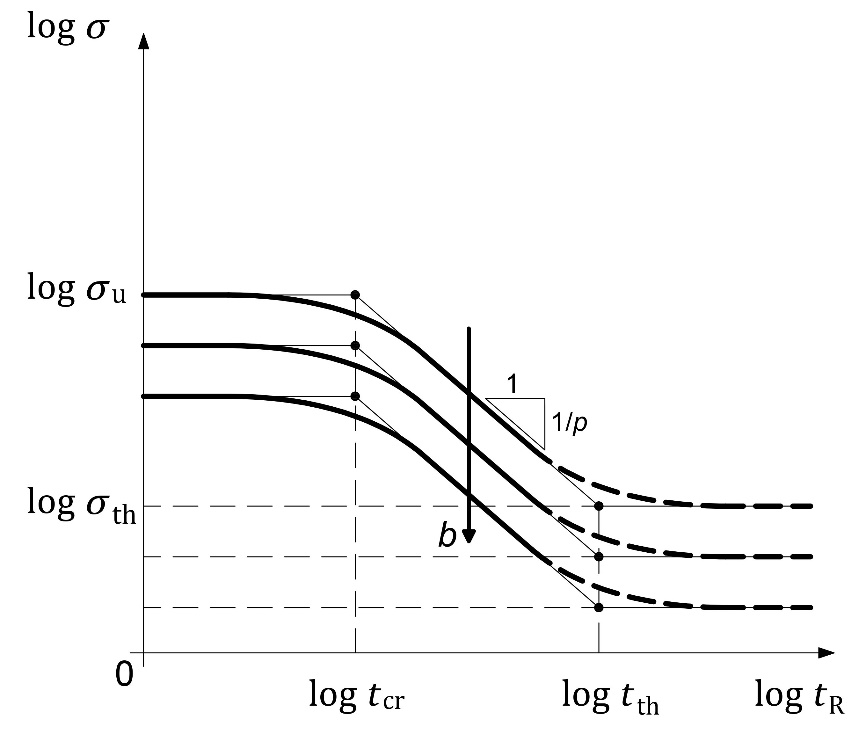 log σ
log σu
1
1/p
log σth
b
0
log tcr
log tth
log tR